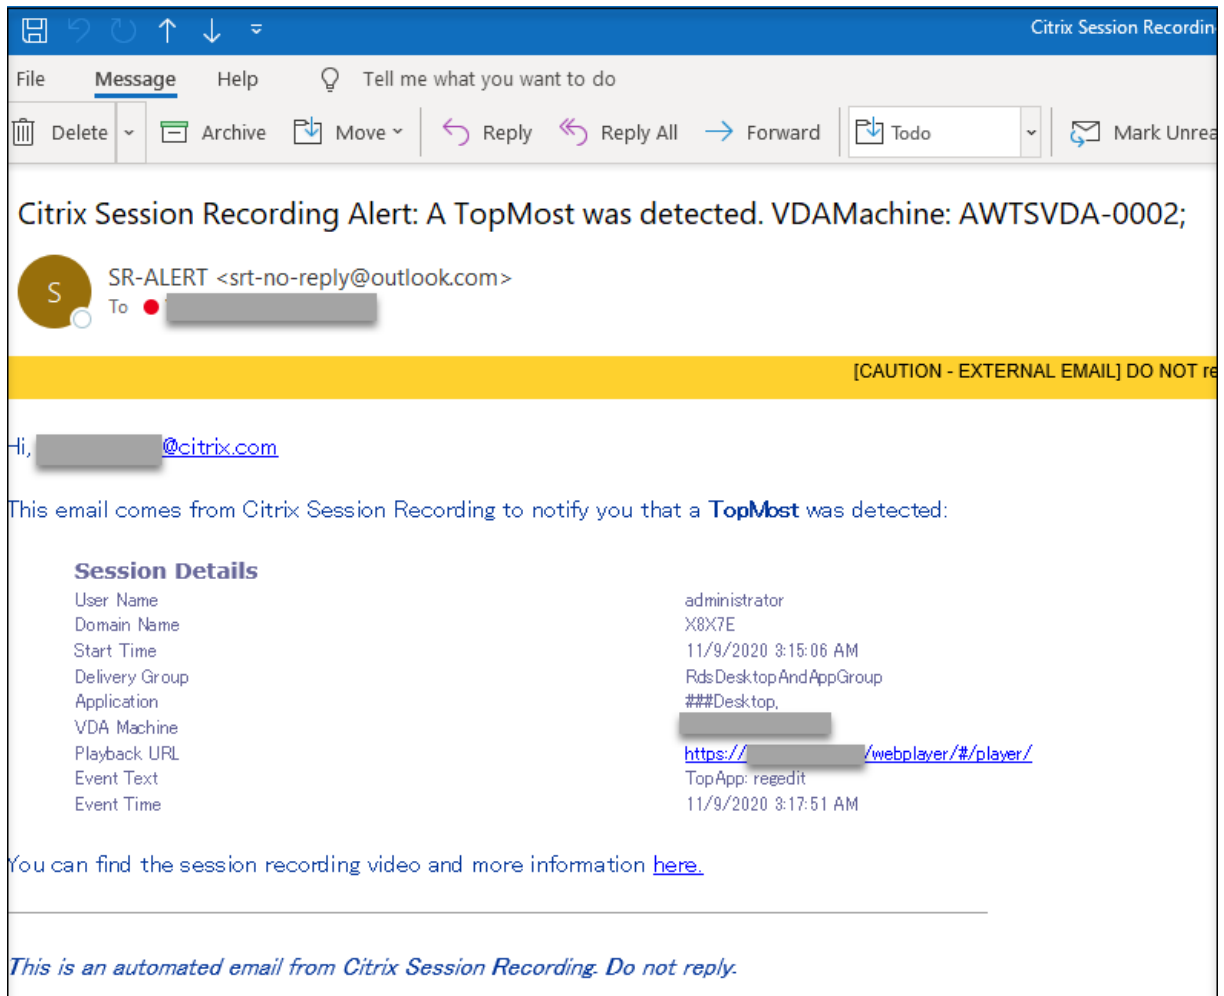 Citrix Session Recordin
File Message Help Tell me what you want to do
Delete Archive Move Reply Reply All Forward Todo Mark Unrea
Citrix Session Recording Alert: A TopMost was detected. VDAMachine: AWTSVDA-0002;
S
SR-ALERT <srt-no-reply@outlook.com>
To
[CAUTION - EXTERNAL EMAIL] DO NOT re
Hi, @citrix.com
This email comes from Citrix Session Recording to notify you that a TopMost was detected:
Session Details
User Name administrator
Domain Name X8X7E
Start Time 11/9/2020 3:15:06 AM
Delivery Group RdsDesktopAndAppGroup
Application ###Desktop,
VDA Machine
Playback URL https:// /webplayer/#/player/
Event Text TopApp: regedit
Event Time 11/9/2020 3:17:51 AM
You can find the session recording video and more information here.
This is an automated email from Citrix Session Recording. Do not reply.